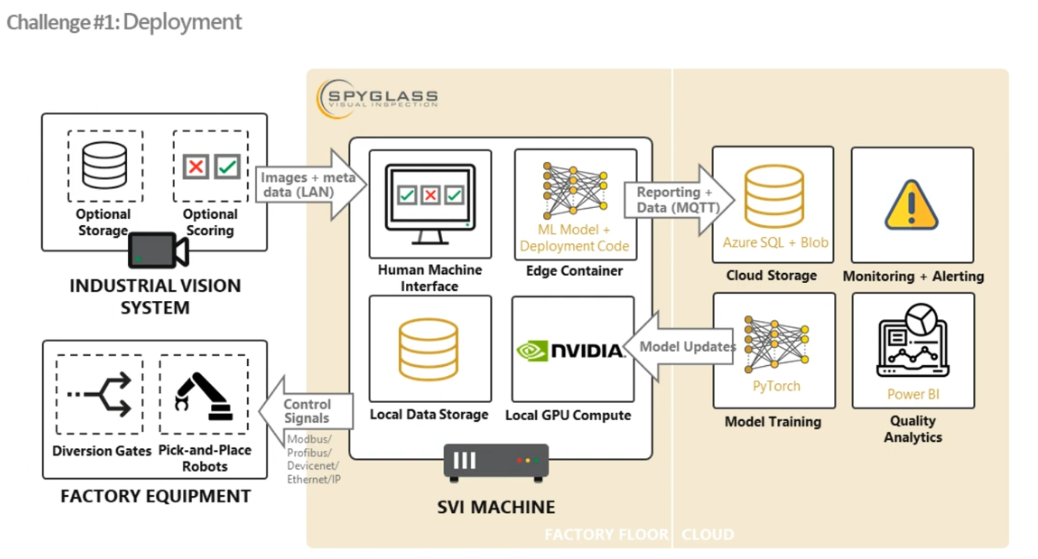 Challenge #1: Deployment
SPYGLASS
VISUAL INSPECTION
Optional
Storage
Optional
Scoring
INDUSTRIAL VISION
SYSTEM
Images + meta
data (LAN)
Human Machine
Interface
ML Model +
Deployment Code
Edge Container
Reporting +
Data (MQTT)
Azure SQL + Blob
Cloud Storage
Monitoring + Alerting
Local Data Storage
NVIDIA.
Local GPU Compute
Model Updates
PyTorch
Model Training
Power BI
Quality
Analytics
Diversion Gates
Pick-and-Place
Robots
FACTORY EQUIPMENT
Control
Signals
Modbus/
Profibus/
Devicenet/
Ethernet/IP
SVI MACHINE
FACTORY FLOOR
CLOUD